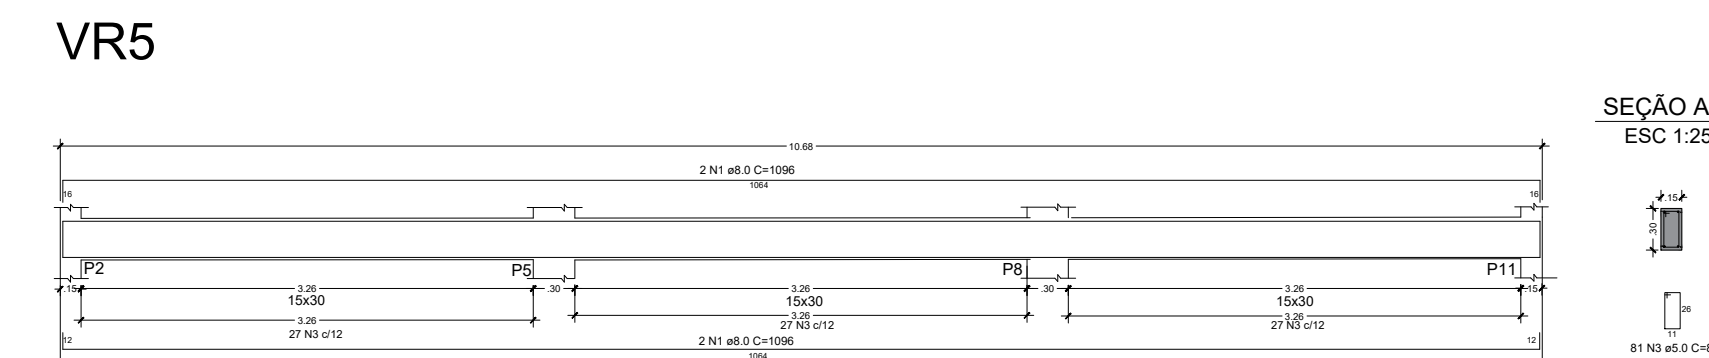 VR5
SEÇÃO A
ESC 1:25
10.68
2 N1 ø8.0 C=1096
1064
16
16
.15
.30
P2
P5
P8
P11
.15
3.26
.30
3.26
.30
3.26
.15
15x30
15x30
15x30
3.26
3.26
3.26
27 N3 c/12
27 N3 c/12
27 N3 c/12
12
2 N1 ø8.0 C=1096
12
1064
26
11
81 N3 ø5.0 C=8